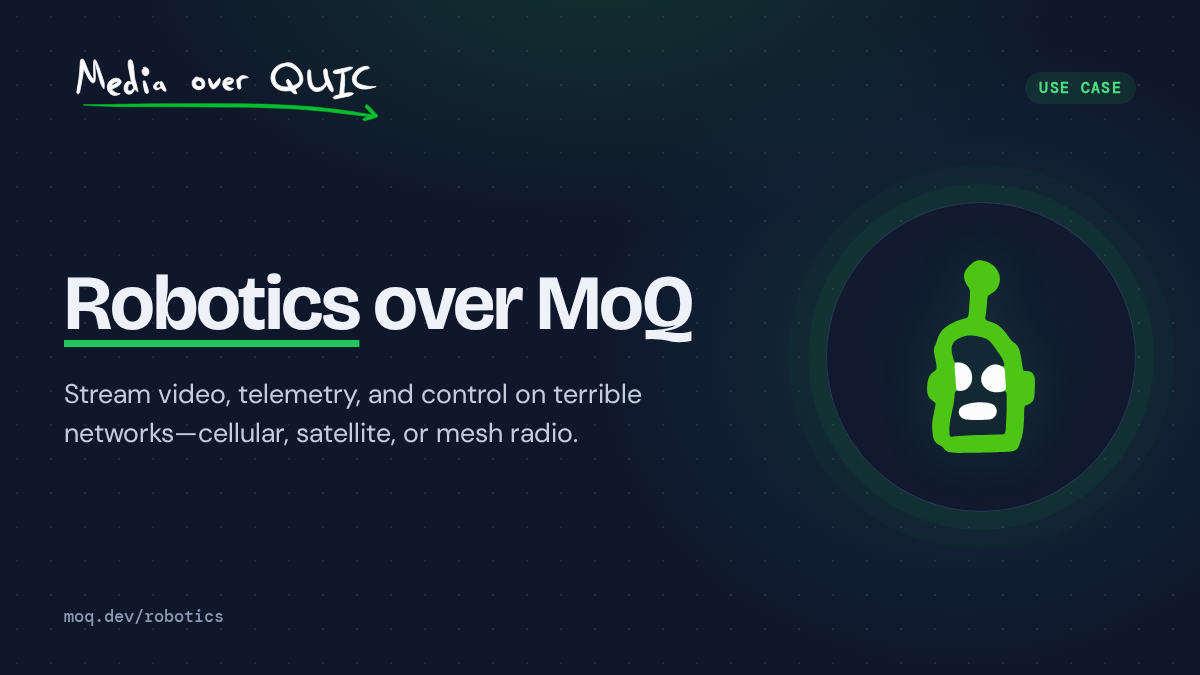 Media over QUIC
USE CASE
Robotics over MoQ
Stream video, telemetry, and control on terrible
networks—cellular, satellite, or mesh radio.
moq.dev/robotics